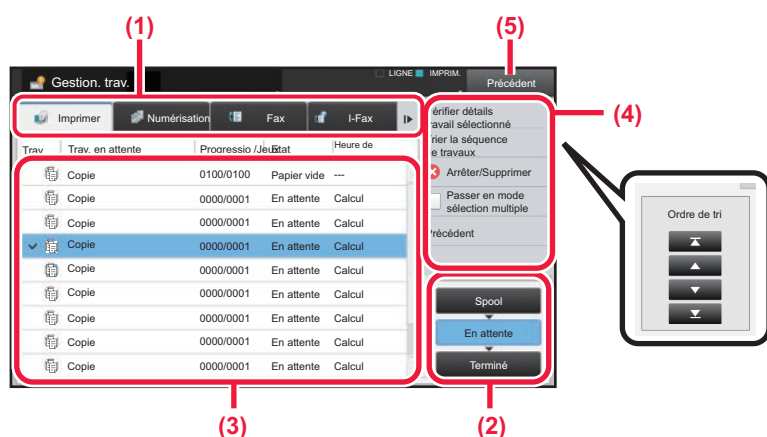 (1)
(5)
Gestion. trav.
LIGNE IMPRIM.
Précédent
Imprimer Numérisation Fax I-Fax
(4)
Vérifier détails
travail sélectionné
Trav. Trav. en attente Progressio /Jeu Etat Heure de
Trier la séquence
de travaux
Copie 0100/0100 Papier vide ---
Arrêter/Supprimer
Copie 0000/0001 En attente Calcul
Passer en mode
sélection multiple
Copie 0000/0001 En attente Calcul
Précédent
Copie 0000/0001 En attente Calcul
Copie 0000/0001 En attente Calcul
Copie 0000/0001 En attente Calcul
Copie 0000/0001 En attente Calcul
Copie 0000/0001 En attente Calcul
Copie 0000/0001 En attente Calcul
Spool
En attente
Terminé
Ordre de tri
(3)
(2)